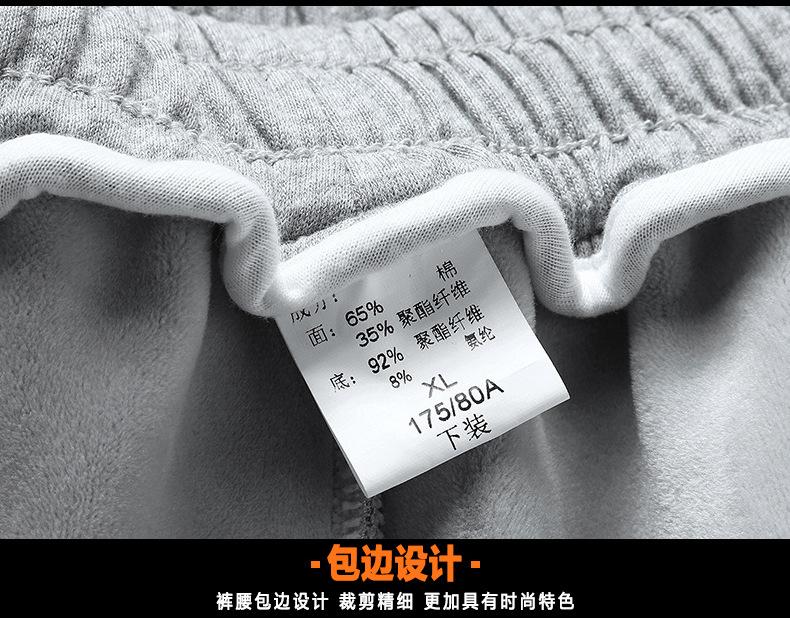 成分：
面：65% 棉
35% 聚酯纤维
底：92% 聚酯纤维
8% 氨纶
XL
175/80A
下装
-包边设计-
裤腰包边设计 裁剪精细 更加具有时尚特色